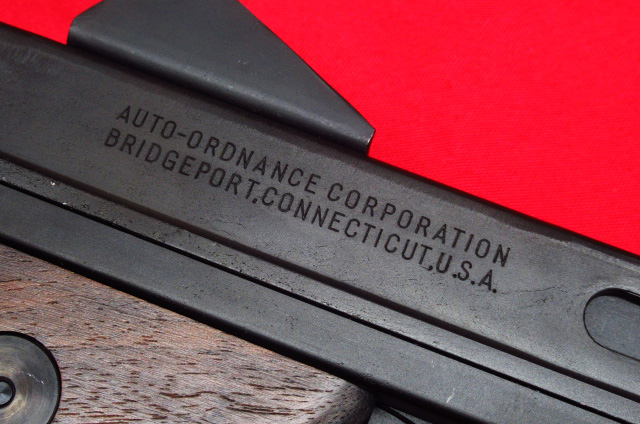 AUTO-ORDNANCE CORPORATION
BRIDGEPORT,CONNECTICUT,U.S.A.